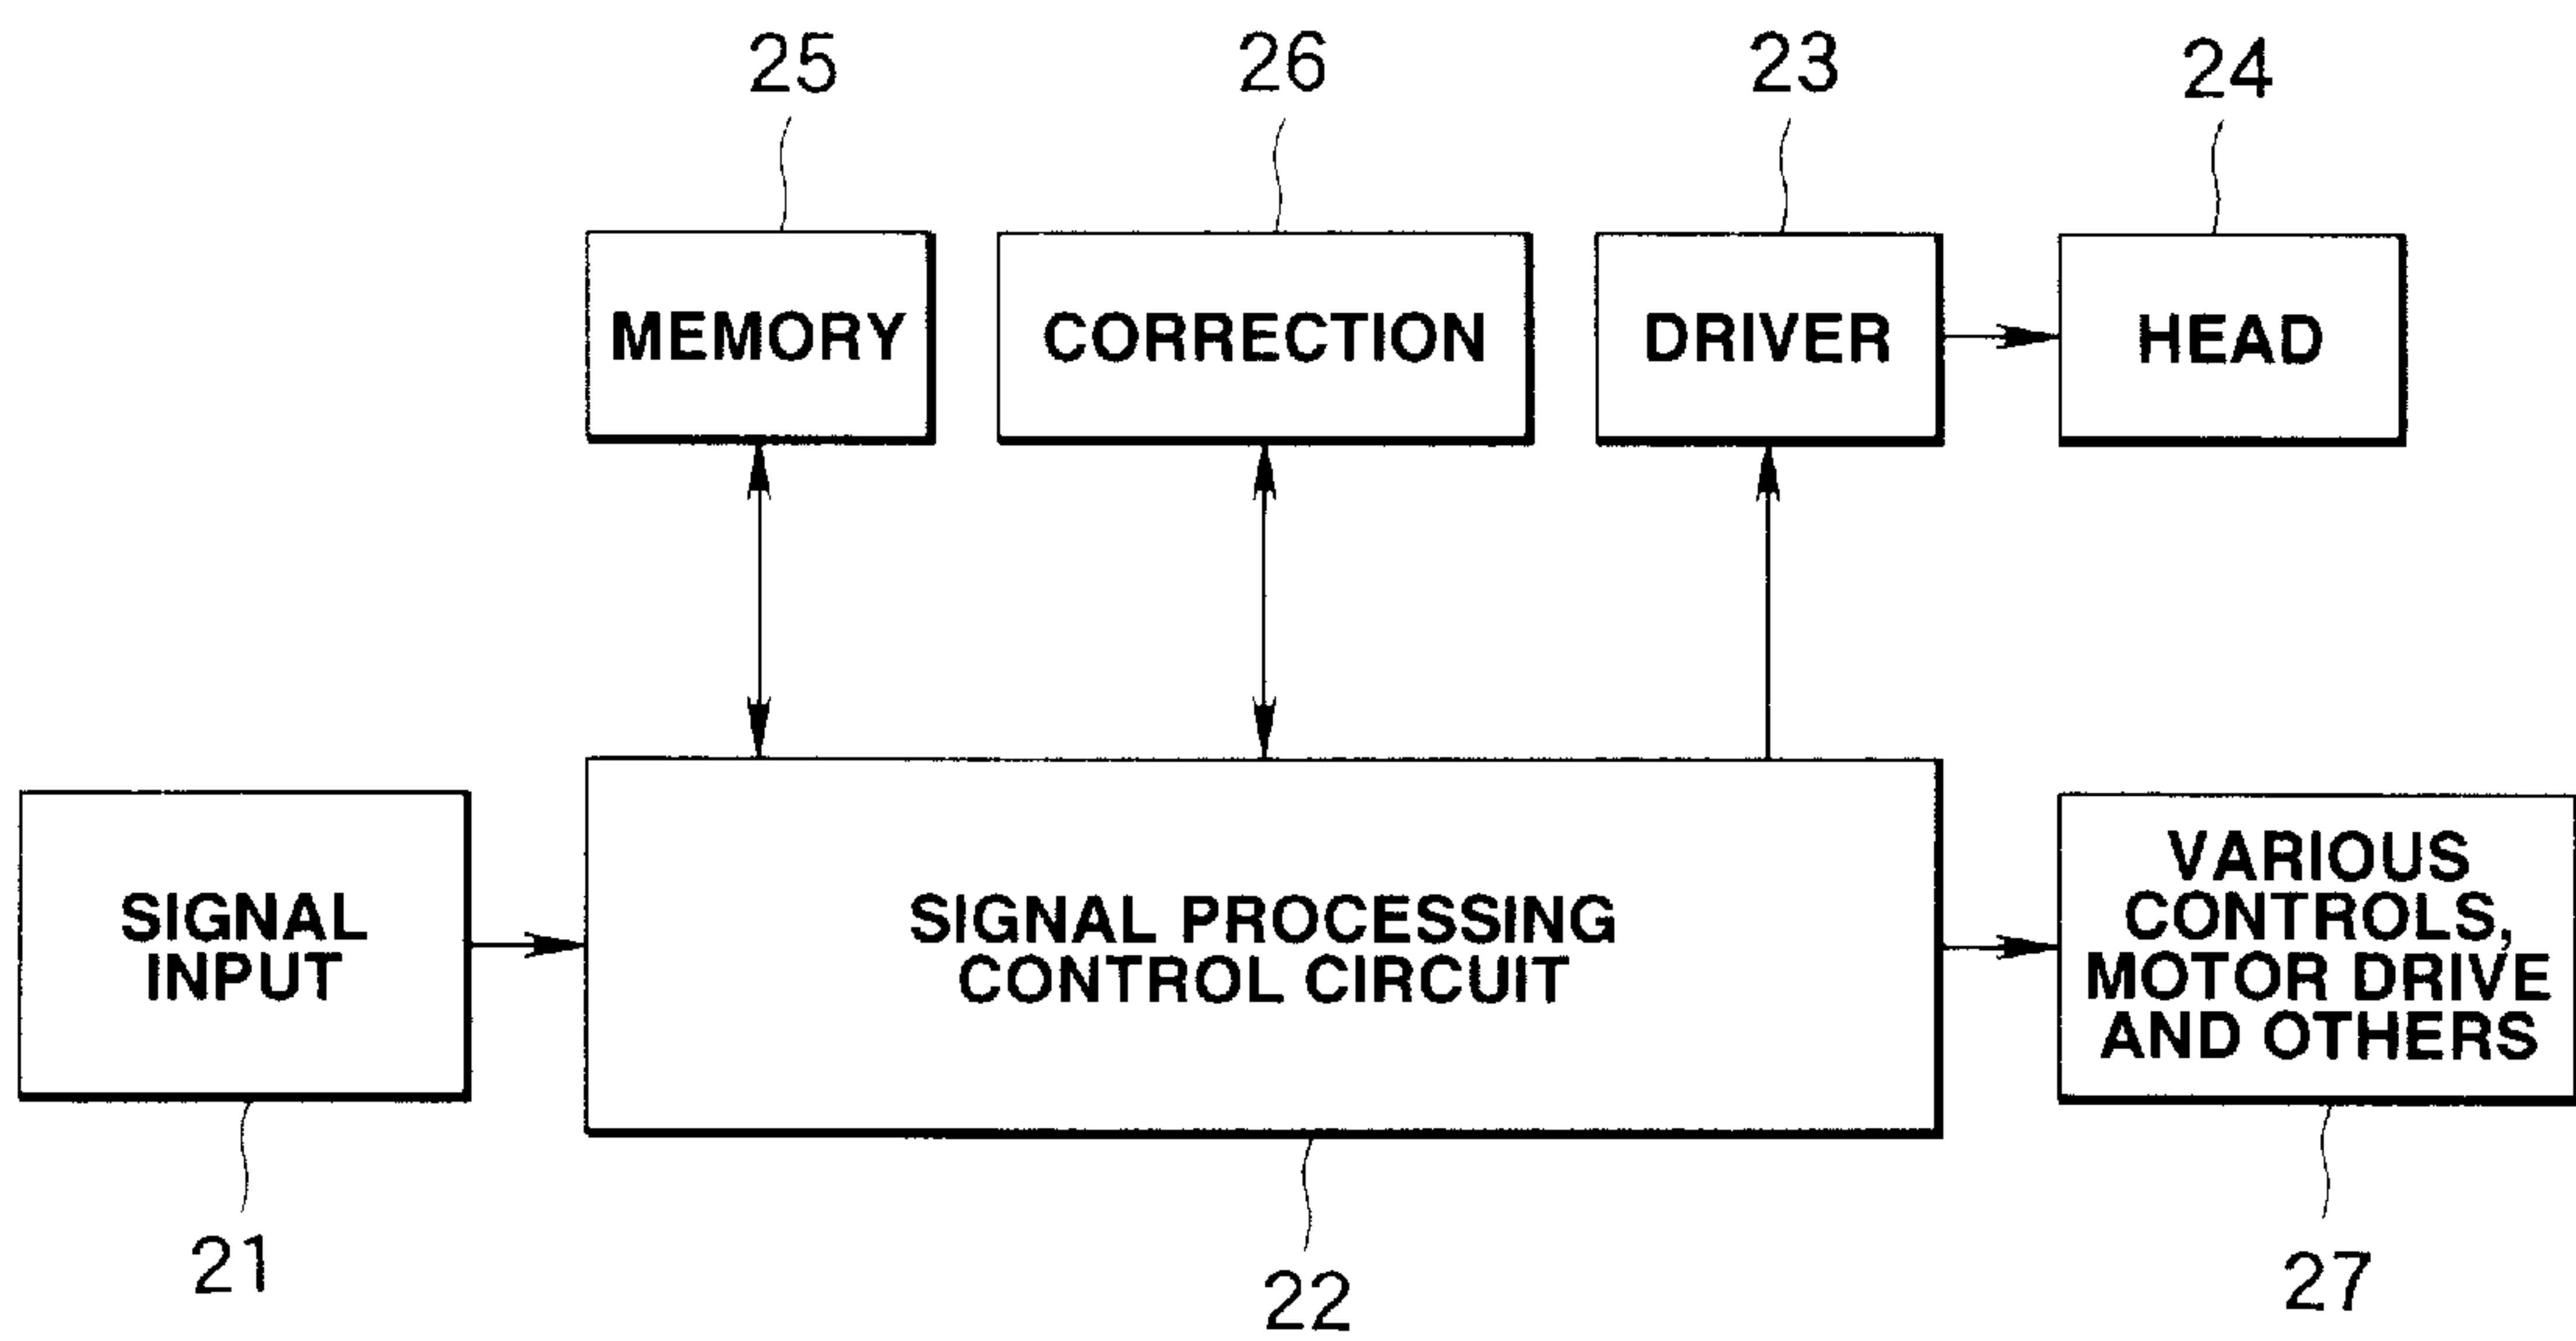 25
26
23
24
MEMORY
CORRECTION
DRIVER
HEAD
SIGNAL
INPUT
SIGNAL PROCESSING
CONTROL CIRCUIT
VARIOUS
CONTROLS,
MOTOR DRIVE
AND OTHERS
21
22
27